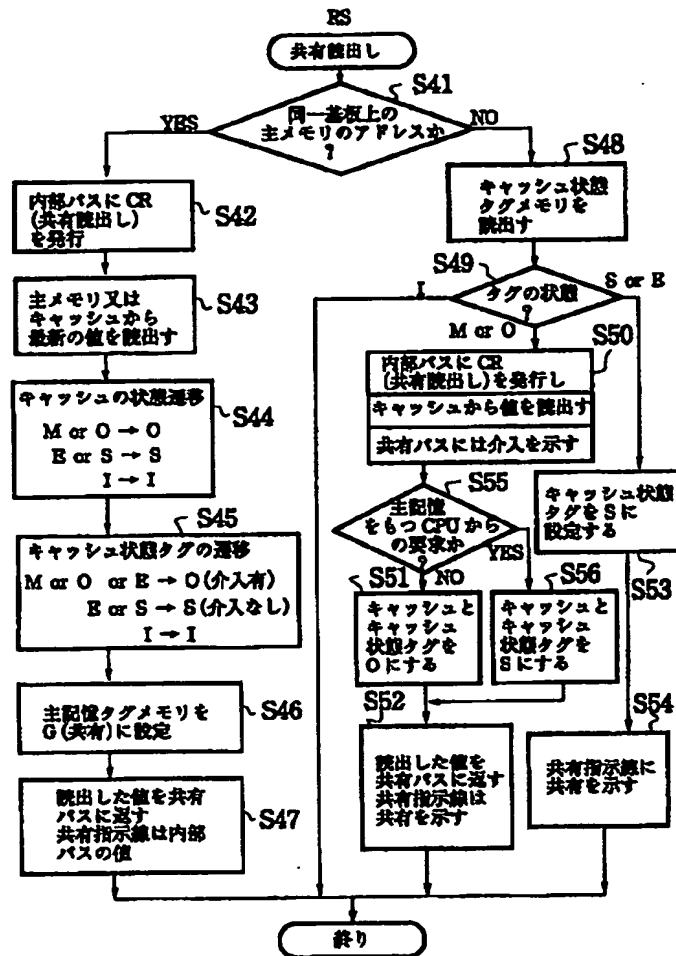 RS
共有読出し
S41
同一基板上の
主メモリのアドレスか
?
YES
NO
S42
内部バスに CR
(共有読出し)
を発行
S43
主メモリ又は
キャッシュから
最新の値を読出す
S44
キャッシュの状態遷移
M or O → O
E or S → S
I → I
S45
キャッシュ状態タグの遷移
M or O or E → O (介入有)
E or S → S (介入なし)
I → I
S46
主記憶タグメモリを
G (共有) に設定
S47
読出した値を共有
バスに返す
共有指示線は内部
バスの値
S48
キャッシュ状態
タグメモリを
読出す
S49
タグの状態
?
I
S or E
M or O
S50
内部バスに CR
(共有読出し) を発行し
キャッシュから値を読出す
共有バスには介入を示す
S55
主記憶
をもつ CPU から
の要求か
?
NO
YES
S51
キャッシュと
キャッシュ
状態タグを
O にする
S56
キャッシュと
キャッシュ
状態タグを
S にする
S52
読出した値を
共有バスに返す
共有指示線は
共有を示す
キャッシュ状態
タグを S に
設定する
S53
S54
共有指示線に
共有を示す
終り